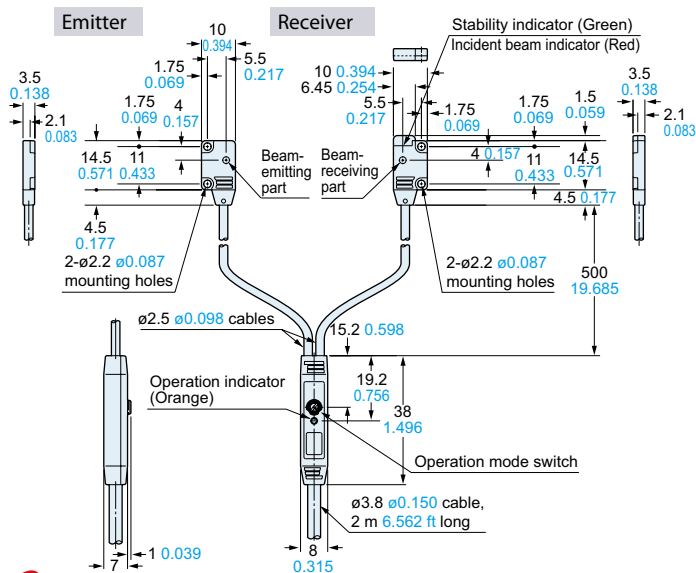 Emitter
Receiver
10
0.394
Stability indicator (Green)
Incident beam indicator (Red)
3.5
0.138
1.75
0.069
5.5
0.217
2.1
0.083
1.75
0.069
4
0.157
10 0.394
6.45 0.254
5.5
0.217
1.75
0.069
1.75
0.069
1.5
0.059
3.5
0.138
2.1
0.083
14.5
0.571
11
0.433
Beam-
emitting
part
Beam-
receiving
part
4 0.157
11
0.433
14.5
0.571
4.5
0.177
4.5 0.177
2-ø2.2 ø0.087
mounting holes
2-ø2.2 ø0.087
mounting holes
500
19.685
ø2.5 ø0.098 cables
15.2 0.598
Operation indicator
(Orange)
19.2
0.756
38
1.496
Operation mode switch
ø3.8 ø0.150 cable,
2 m 6.562 ft long
1 0.039
7
8
0.315